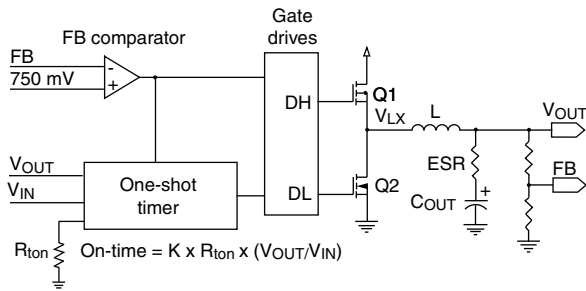 Gate
drives
FB comparator
FB
750 mV
-
+
DH
Q1
VLX
L
VOUT
VOUT
VIN
One-shot
timer
DL
Q2
ESR
COUT
+
FB
Rton
On-time = K x Rton x (VOUT/VIN)